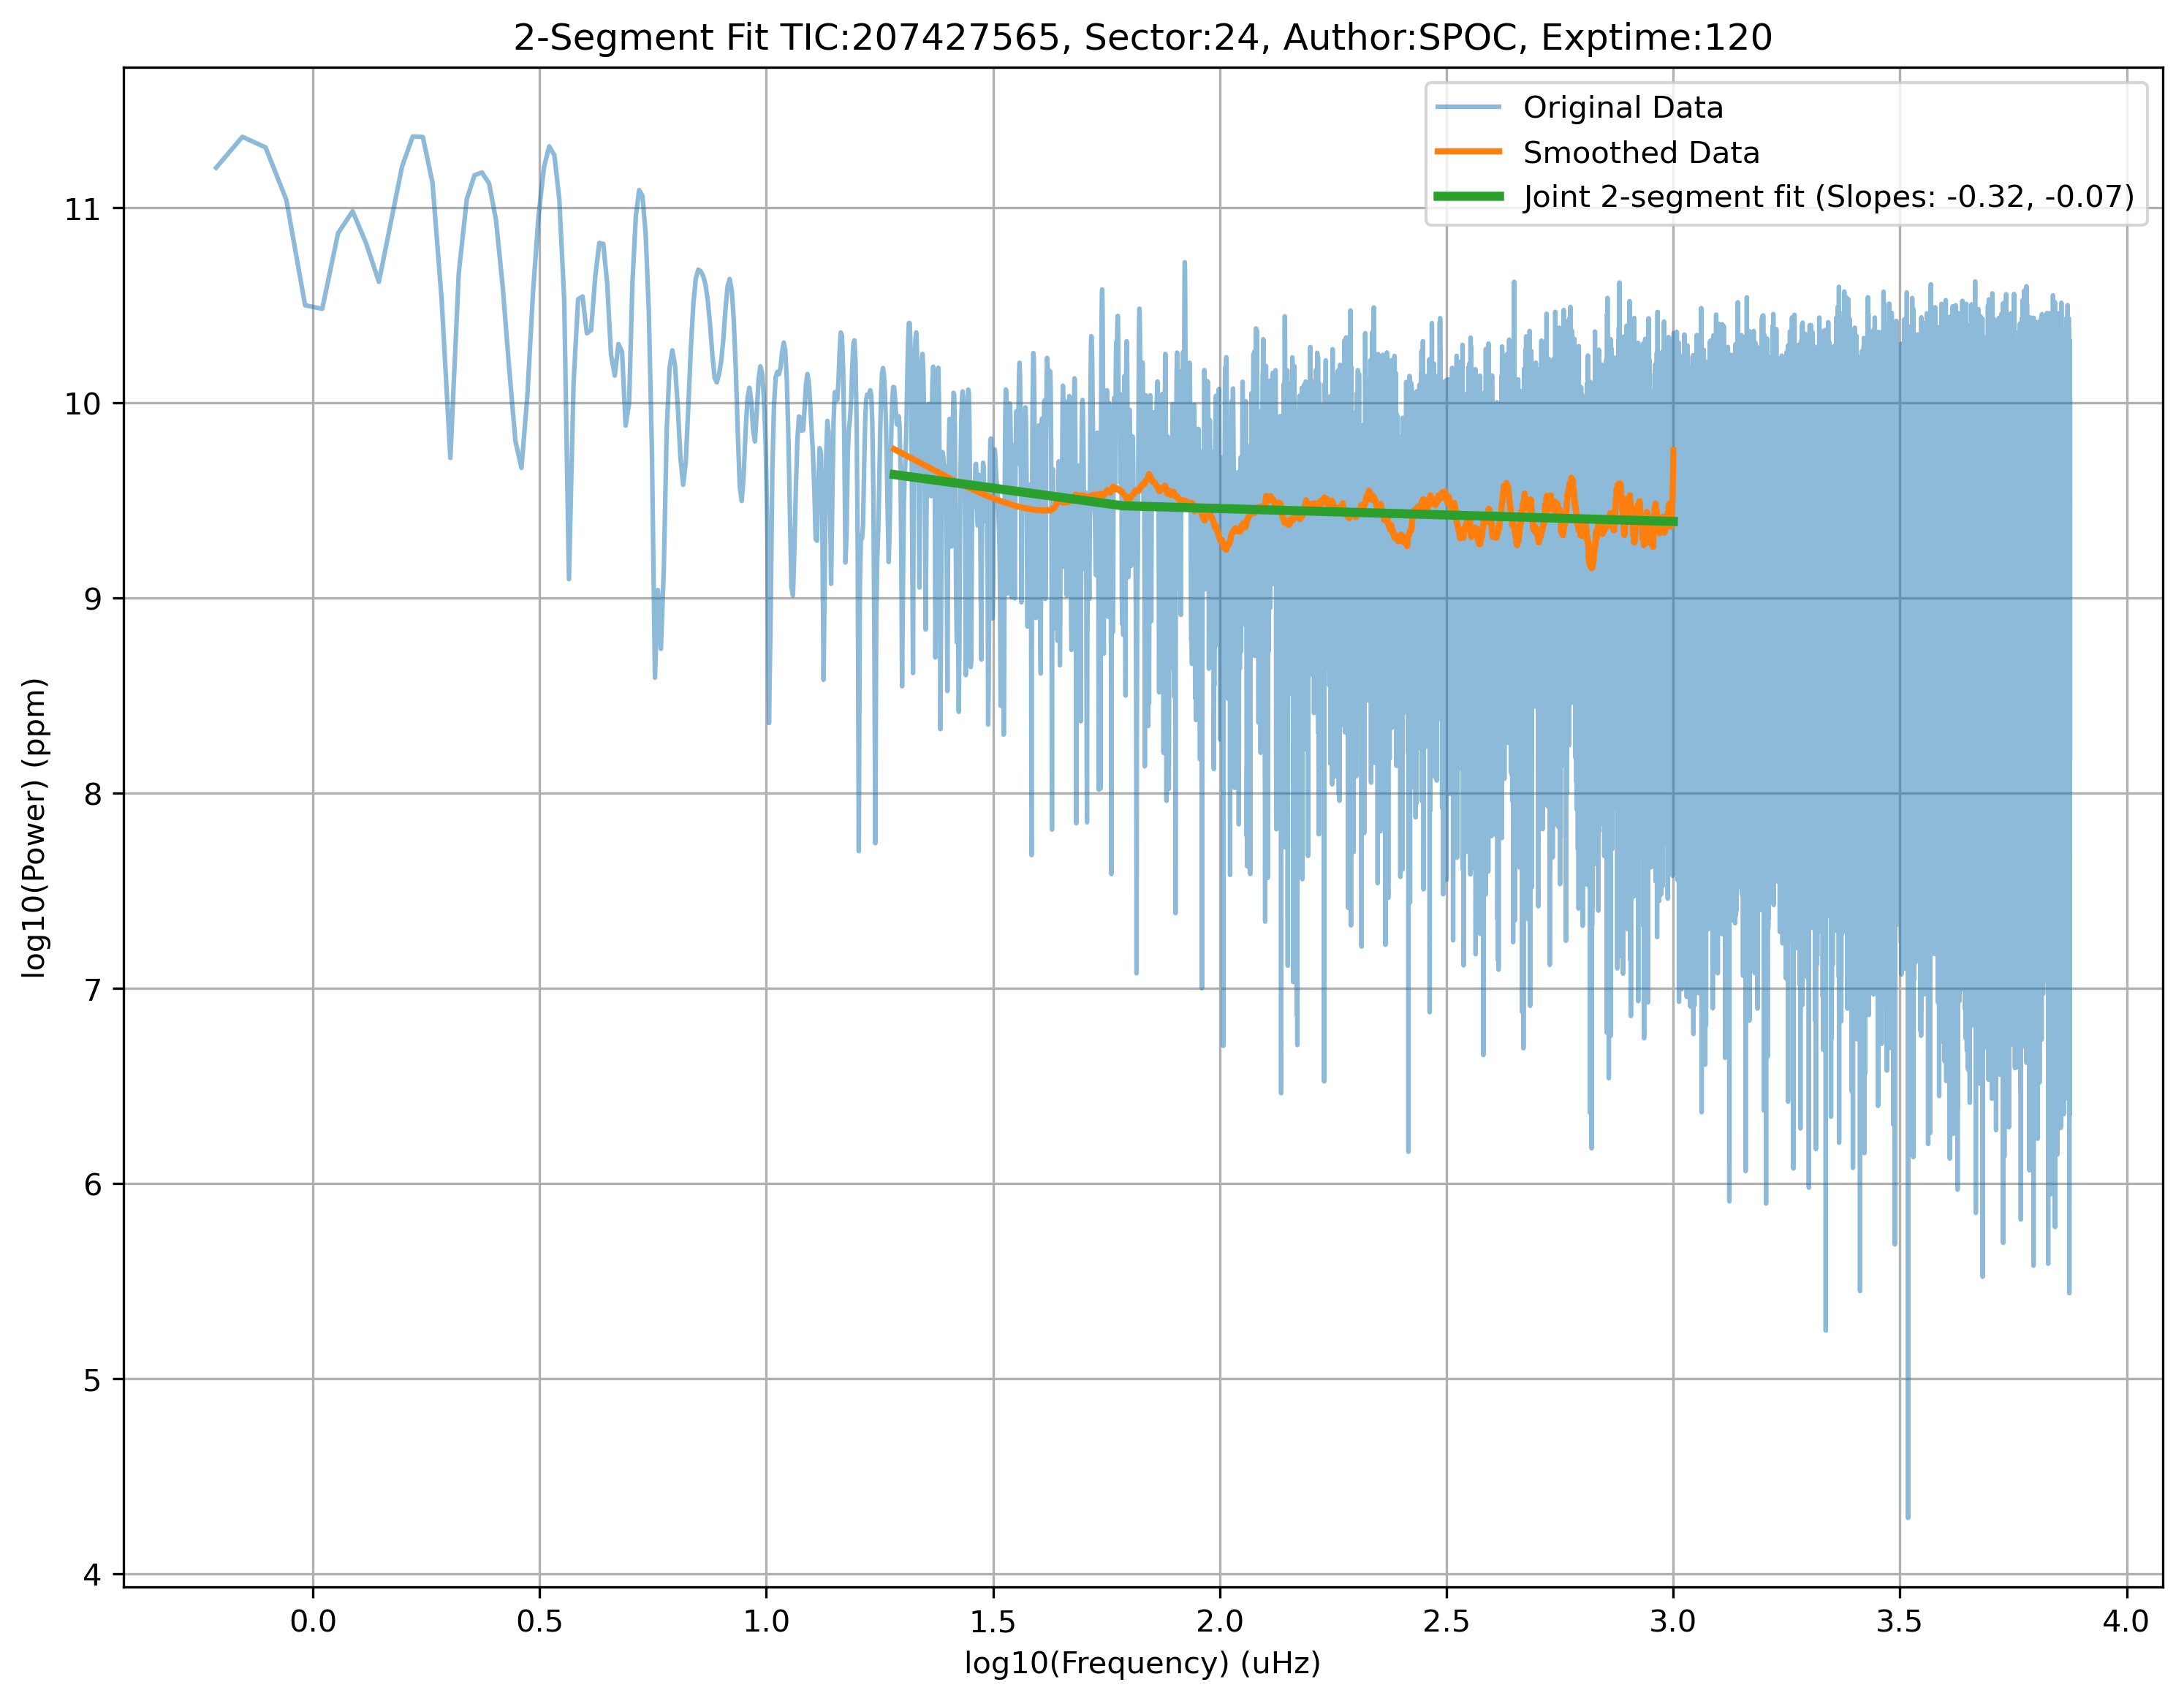 2-Segment Fit TIC:207427565, Sector:24, Author:SPOC, Exptime:120
Original Data
Smoothed Data
Joint 2-segment fit (Slopes: -0.32, -0.07)
log10(Power) (ppm)
11
10
9
8
7
6
5
4
0.0 0.5 1.0 1.5 2.0 2.5 3.0 3.5 4.0
log10(Frequency) (uHz)